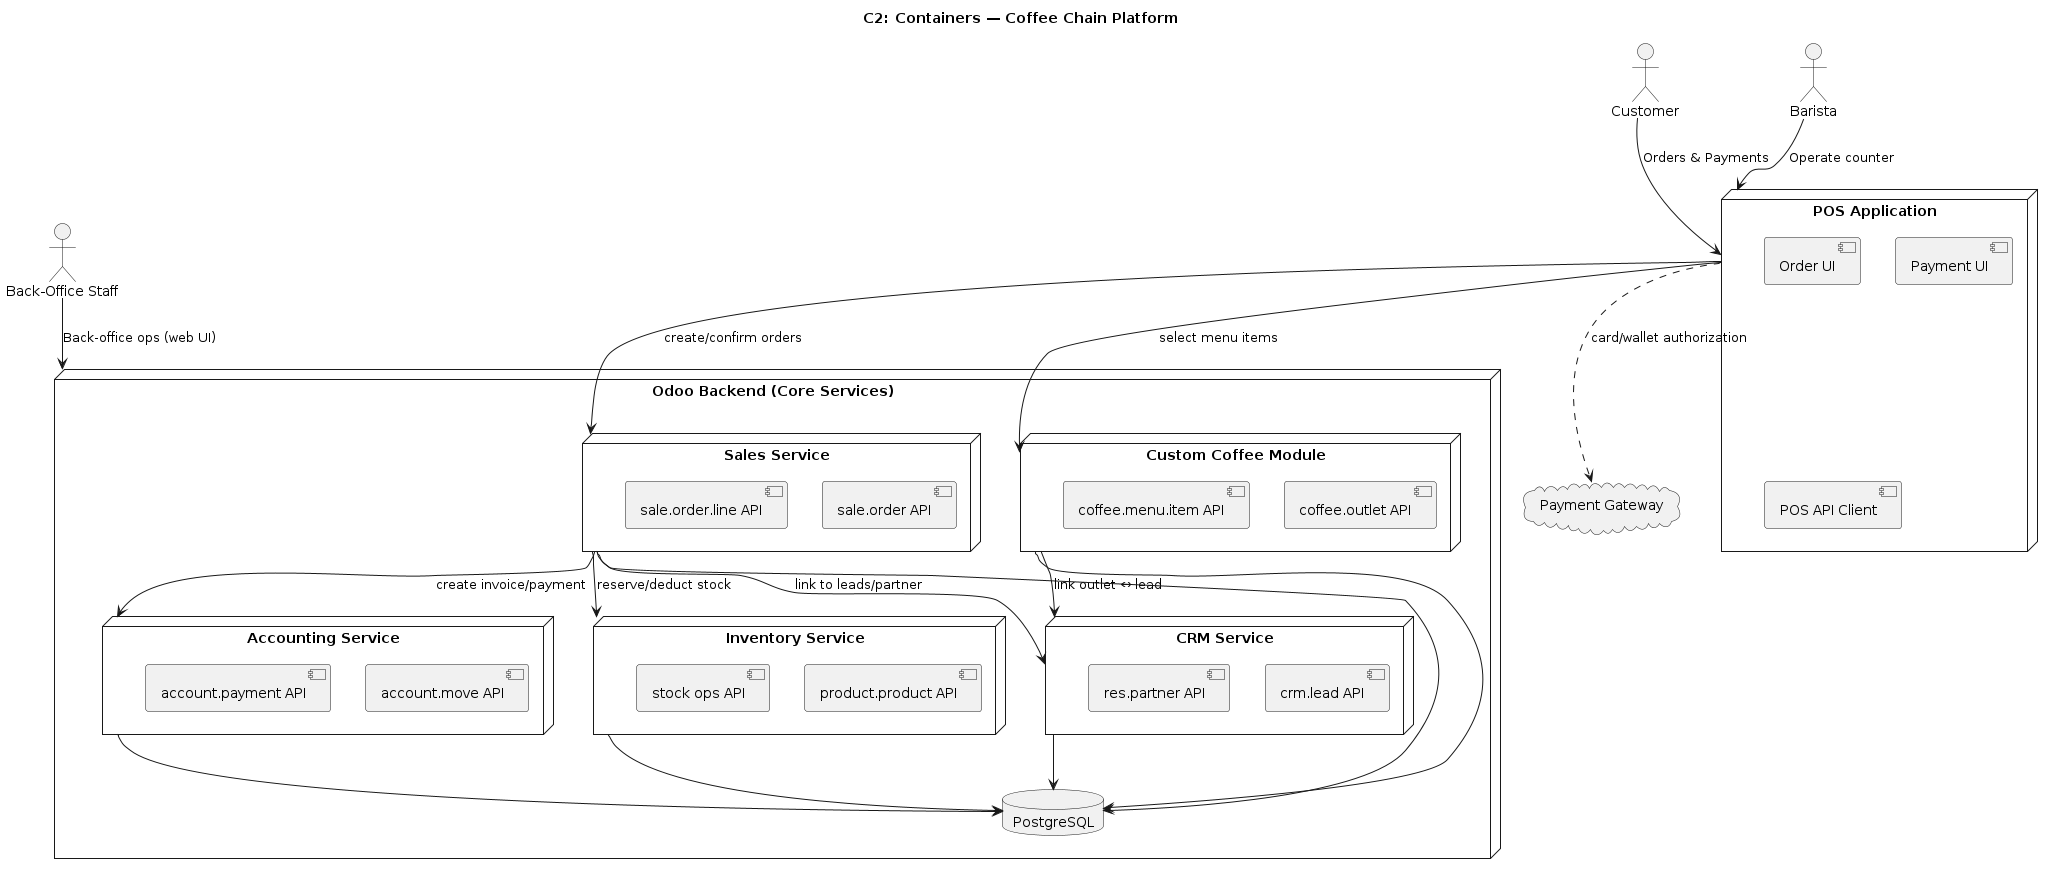 C2: Containers — Coffee Chain Platform
Customer
Barista
Orders & Payments
Operate counter
POS Application
Order UI
Payment UI
Back-Office Staff
Back-office ops (web UI)
create/confirm orders
select menu items
card/wallet authorization
Odoo Backend (Core Services)
Sales Service
Custom Coffee Module
sale.order.line API
sale.order API
coffee.menu.item API
coffee.outlet API
Payment Gateway
POS API Client
create invoice/payment
reserve/deduct stock
link to leads/partner
link outlet ↔ lead
Accounting Service
Inventory Service
CRM Service
account.payment API
account.move API
stock ops API
product.product API
res.partner API
crm.lead API
PostgreSQL